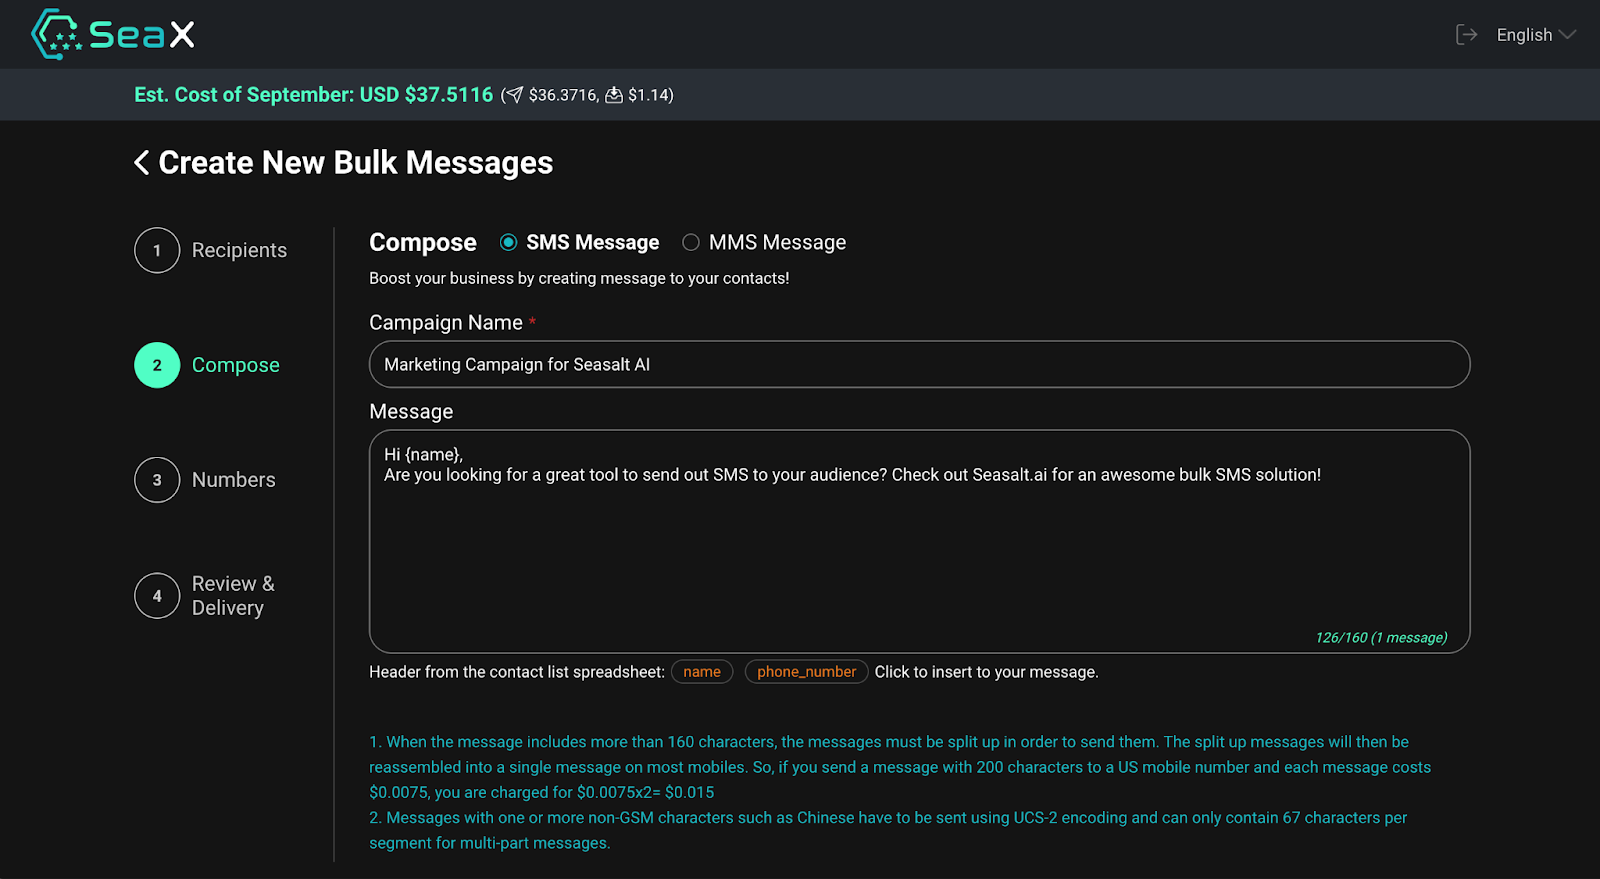 SeaX
English
Est. Cost of September: USD $37.5116 ( $36.3716, $1.14)
Create New Bulk Messages
1 Recipients
2 Compose
3 Numbers
4 Review &
Delivery
Compose SMS Message MMS Message
Boost your business by creating message to your contacts!
Campaign Name *
Marketing Campaign for Seasalt AI
Message
Hi {name},
Are you looking for a great tool to send out SMS to your audience? Check out Seasalt.ai for an awesome bulk SMS solution!
126/160 (1 message)
Header from the contact list spreadsheet: name phone_number Click to insert to your message.
1. When the message includes more than 160 characters, the messages must be split up in order to send them. The split up messages will then be
reassembled into a single message on most mobiles. So, if you send a message with 200 characters to a US mobile number and each message costs
$0.0075, you are charged for $0.0075x2= $0.015
2. Messages with one or more non-GSM characters such as Chinese have to be sent using UCS-2 encoding and can only contain 67 characters per
segment for multi-part messages.